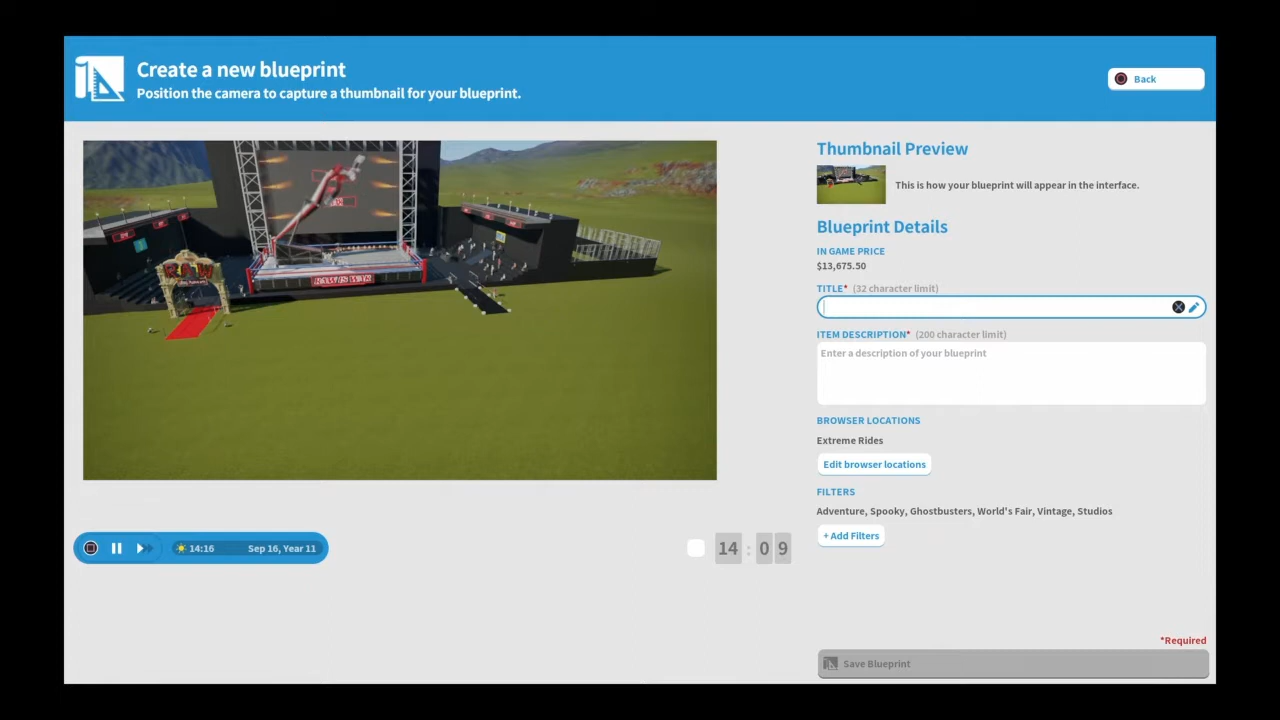 Create a new blueprint
Position the camera to capture a thumbnail for your blueprint.
Back
RAW
Thumbnail Preview
This is how your blueprint will appear in the interface.
Blueprint Details
IN GAME PRICE
$13,675.50
TITLE* (32 character limit)
ITEM DESCRIPTION* (200 character limit)
Enter a description of your blueprint
BROWSER LOCATIONS
Extreme Rides
Edit browser locations
FILTERS
Adventure, Spooky, Ghostbusters, World's Fair, Vintage, Studios
+ Add Filters
14:16 Sep 16, Year 11
14 : 0 9
*Required
Save Blueprint